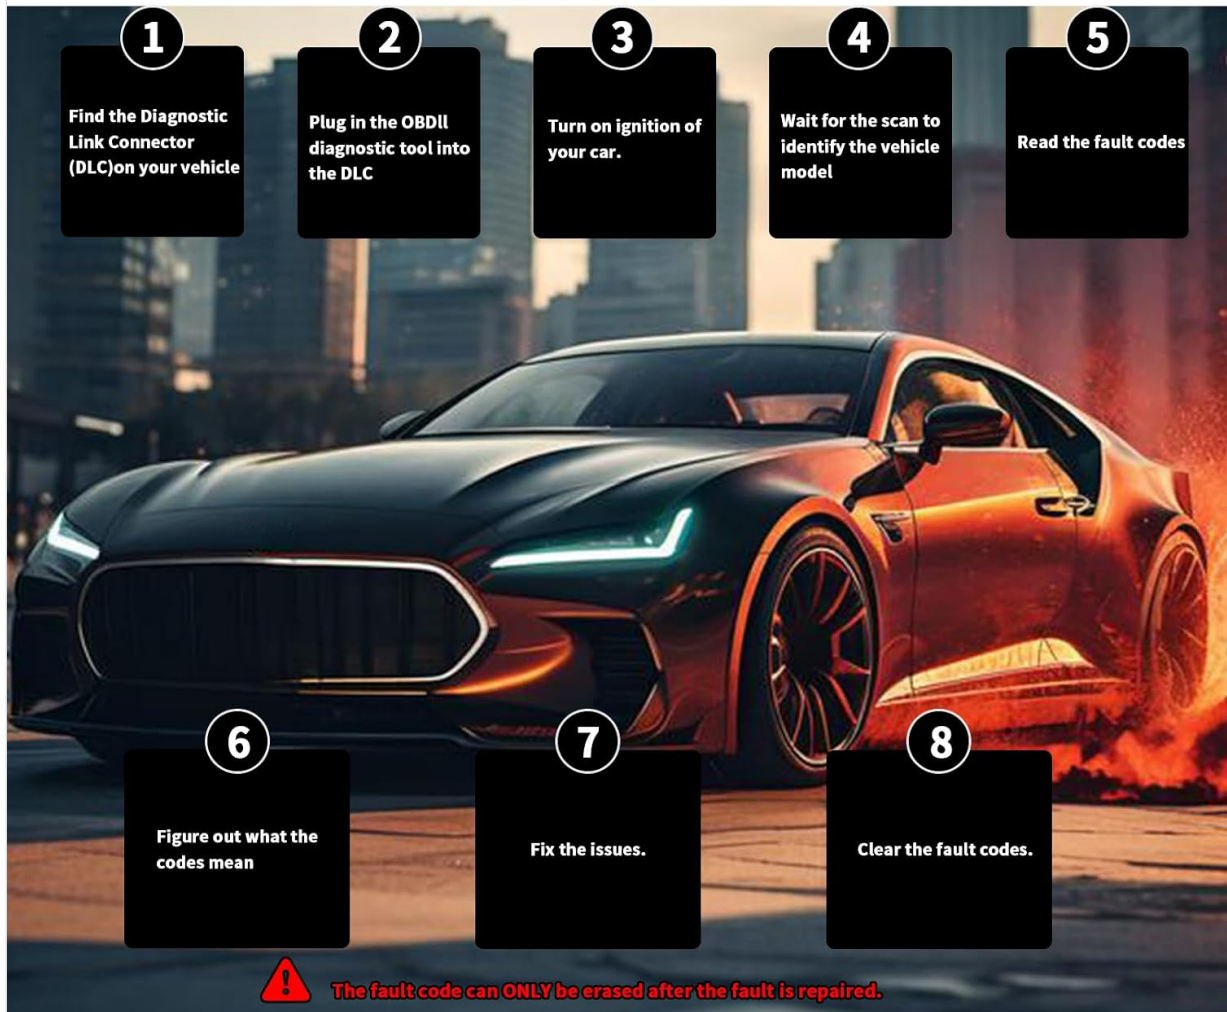 1
Find the Diagnostic
Link Connector
(DLC)on your vehicle
2
Plug in the OBDll
diagnostic tool into
the DLC
3
Turn on ignition of
your car.
4
Wait for the scan to
identify the vehicle
model
5
Read the fault codes
6
Figure out what the
codes mean
7
Fix the issues.
8
Clear the fault codes.
!
The fault code can ONLY be erased after the fault is repaired.